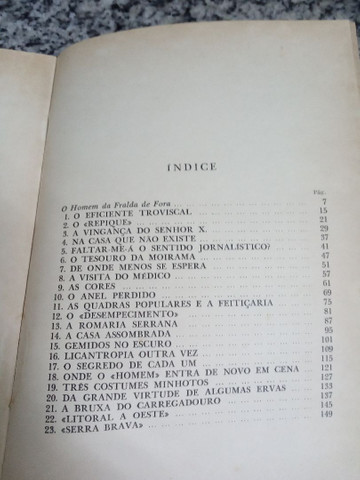 INDICE
Pág.
O Homem da Fralda de Fora 7
1. O EFICIENTE TROVISCAL 15
2. O «REPIQUE» 21
3. A VINGANÇA DO SENHOR X. 29
4. NA CASA QUE NÃO EXISTE 37
5. FALTAR-ME-Á O SENTIDO JORNALISTICO? 41
6. O TESOURO DA MOIRAMA 47
7. DE ONDE MENOS SE ESPERA 51
8. A VISITA DO MÉDICO 57
9. AS CORES 61
10. O ANEL PERDIDO 69
11. AS QUADRAS POPULARES E A FEITIÇARIA 75
12. O «DESEMPECIMENTO» 81
13. A ROMARIA SERRANA 87
14. A CASA ASSOMBRADA 95
15. GEMIDOS NO ESCURO 101
16. LICANTROPIA OUTRA VEZ 109
17. O SEGREDO DE CADA UM 111
18. ONDE O «HOMEM» ENTRA DE NOVO EM CENA 121
19. TRÊS COSTUMES MINHOTOS 127
20. DA GRANDE VIRTUDE DE ALGUMAS ERVAS 133
21. A BRUXA DO CARREGADOURO 137
22. «LITORAL A OESTE» 145
23. «SERRA BRAVA» 149